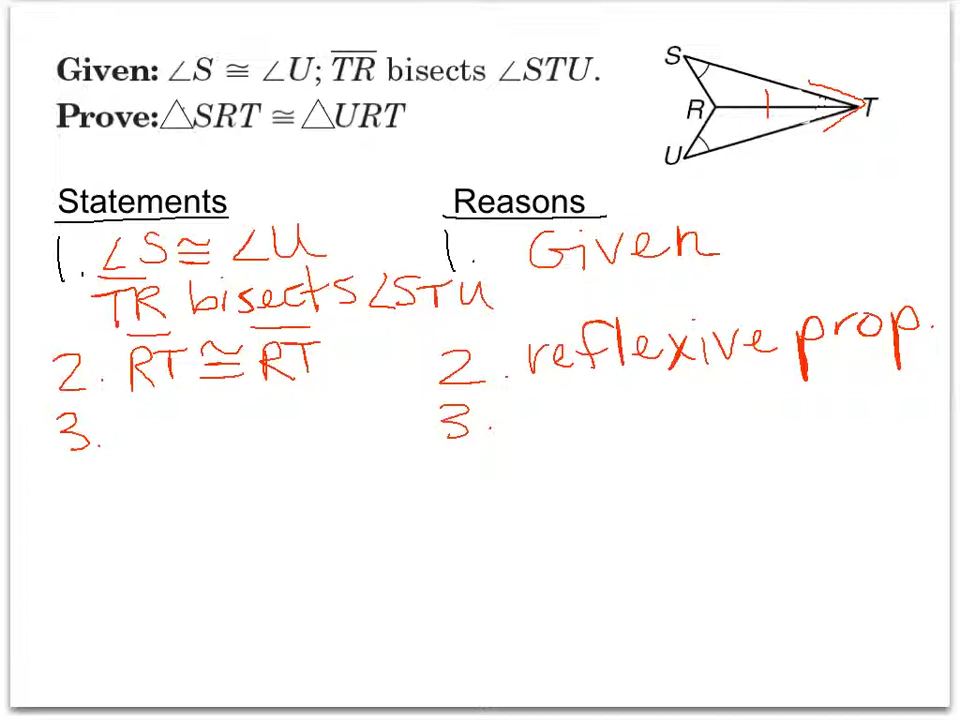 Given: ∠S ≅ ∠U; TR bisects ∠STU.
Prove: △SRT ≅ △URT
S
R
T
U
Statements Reasons
1. ∠S ≅ ∠U 1. Given
TR bisects ∠STU
2. RT ≅ RT 2. reflexive prop.
3. 3.